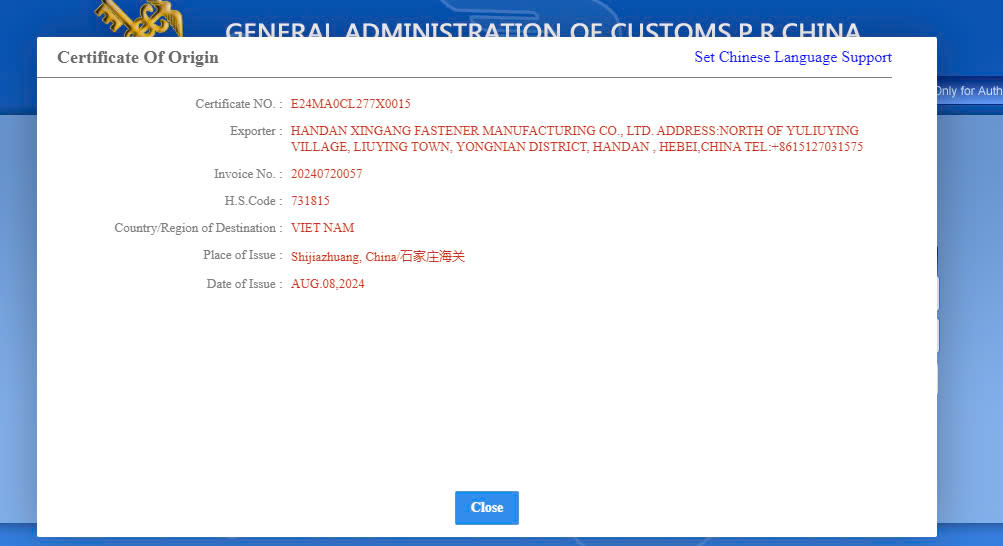 GENERAL ADMINISTRATION OF CUSTOMS P.R.CHINA
Certificate Of Origin
Set Chinese Language Support
Only for Auth
Certificate NO. : E24MA0CL277X0015
Exporter : HANDAN XINGANG FASTENER MANUFACTURING CO., LTD. ADDRESS:NORTH OF YULIUYING
VILLAGE, LIUYING TOWN, YONGNIAN DISTRICT, HANDAN , HEBEI,CHINA TEL:+8615127031575
Invoice No. : 20240720057
H.S.Code : 731815
Country/Region of Destination : VIET NAM
Place of Issue : Shijiazhuang, China/石家庄海关
Date of Issue : AUG.08,2024
Close